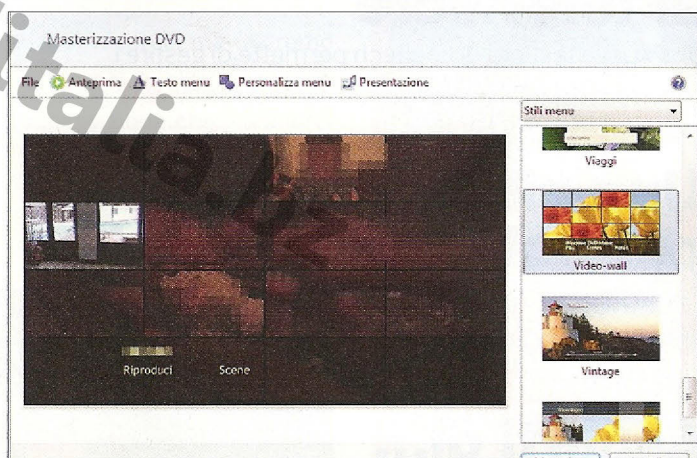 Masterizzazione DVD
File Anteprima Testo menu Personalizza menu Presentazione
Stili menu
Viaggi
Video-wall
Vintage
Riproduci Scene